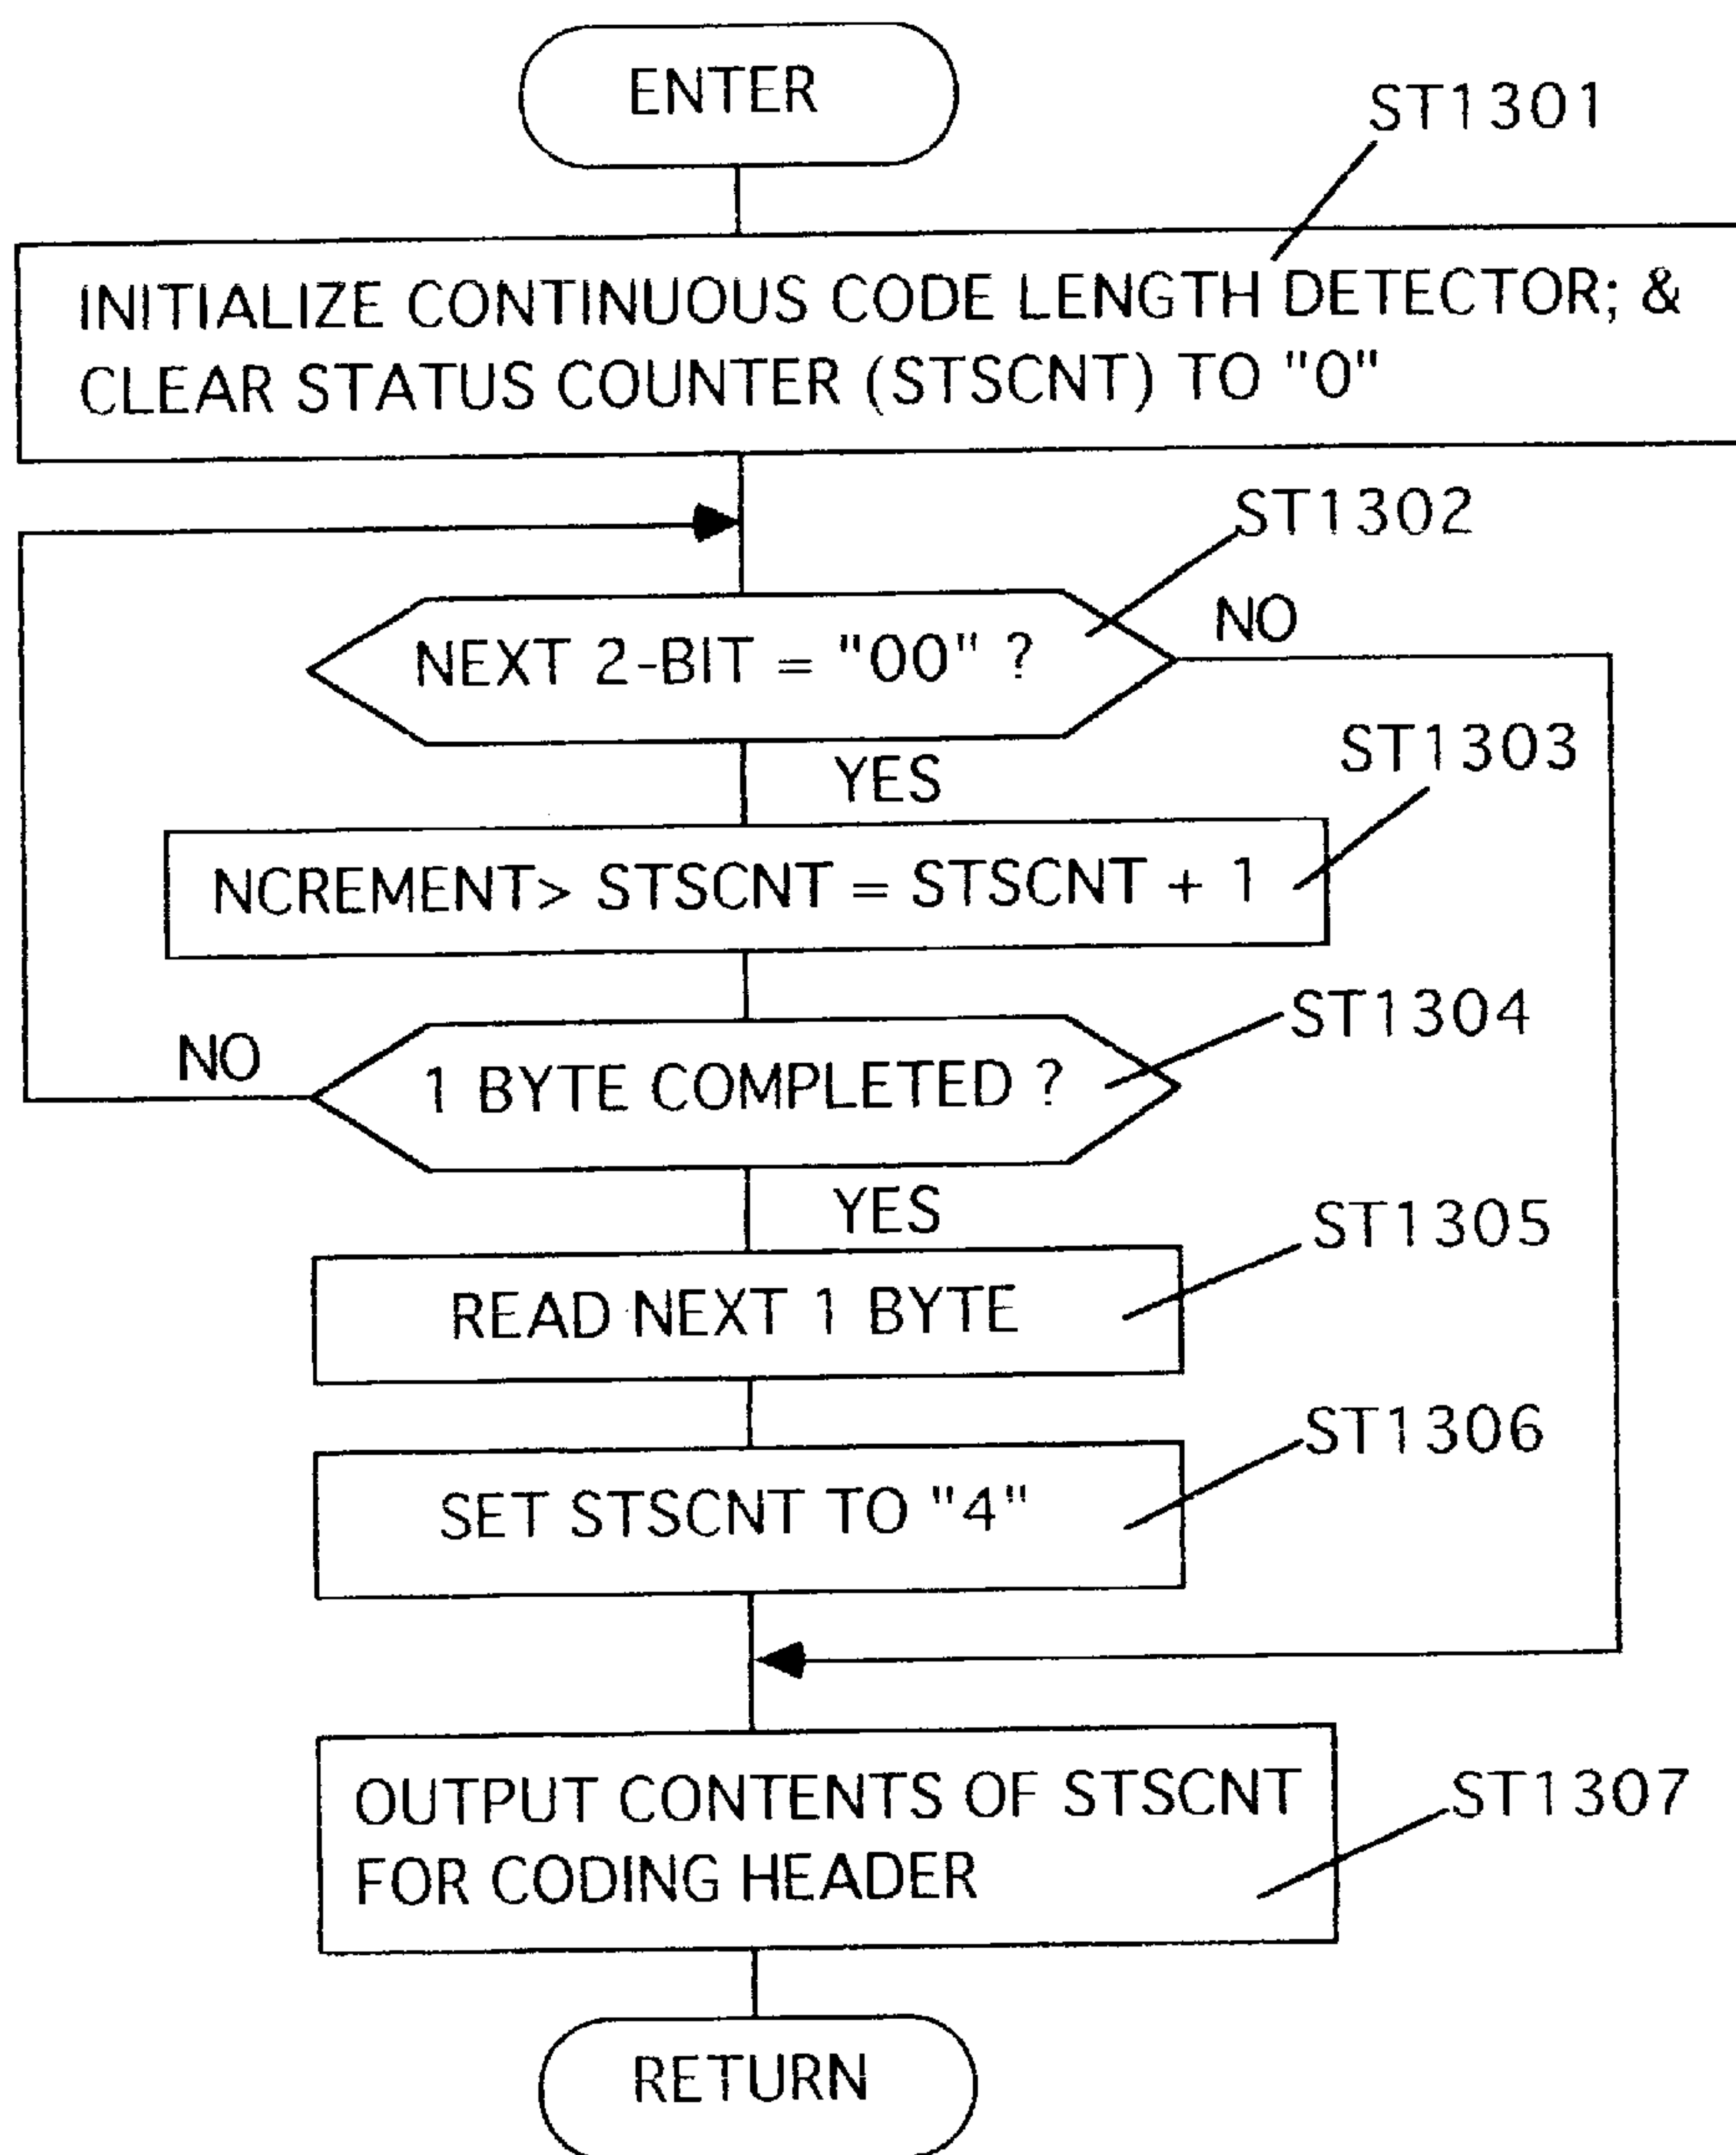 ENTER
ST1301
INITIALIZE CONTINUOUS CODE LENGTH DETECTOR; &
CLEAR STATUS COUNTER (STSCNT) TO "0"
ST1302
NEXT 2-BIT = "00" ?
NO
YES
ST1303
NCREMENT> STSCNT = STSCNT + 1
ST1304
NO
1 BYTE COMPLETED ?
YES
ST1305
READ NEXT 1 BYTE
ST1306
SET STSCNT TO "4"
OUTPUT CONTENTS OF STSCNT
FOR CODING HEADER
ST1307
RETURN